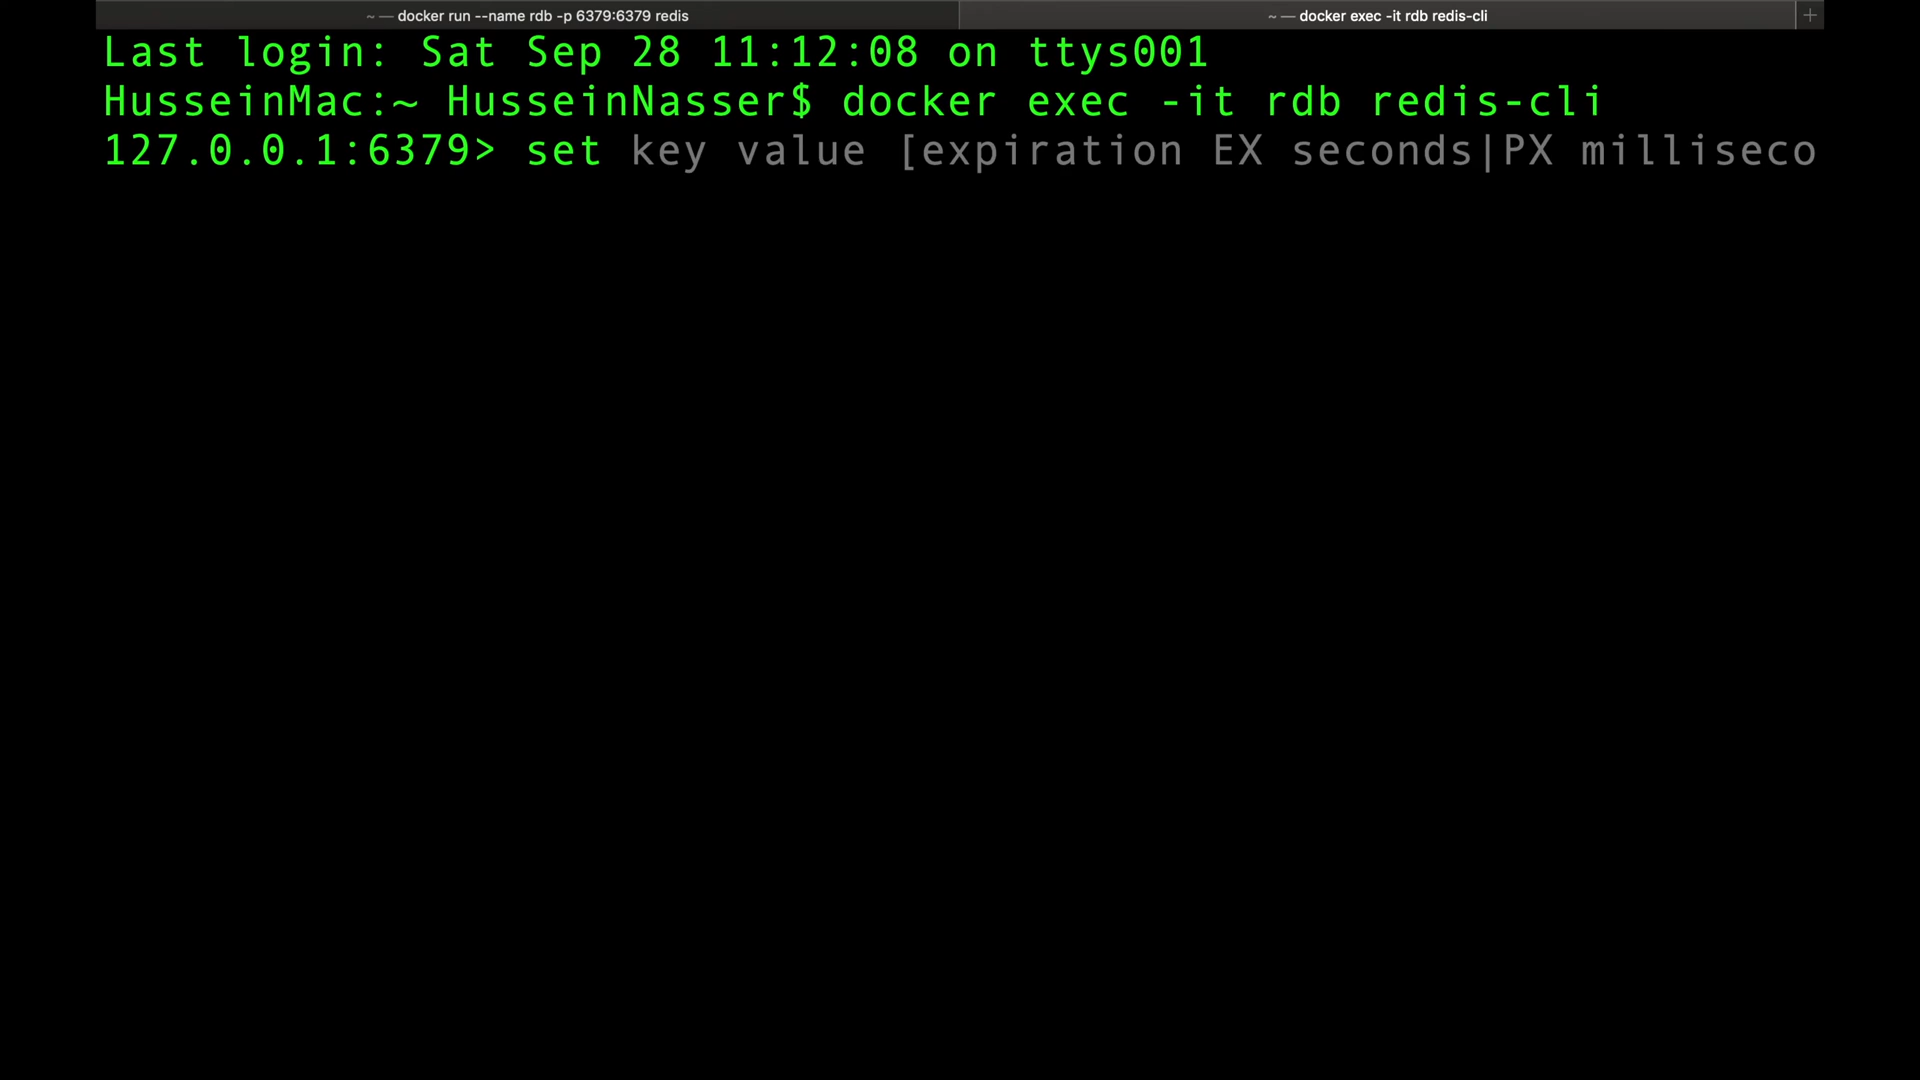 ~ — docker run --name rdb -p 6379:6379 redis
~ — docker exec -it rdb redis-cli
+
Last login: Sat Sep 28 11:12:08 on ttys001
HusseinMac:~ HusseinNasser$ docker exec -it rdb redis-cli
127.0.0.1:6379> set key value [expiration EX seconds|PX milliseco